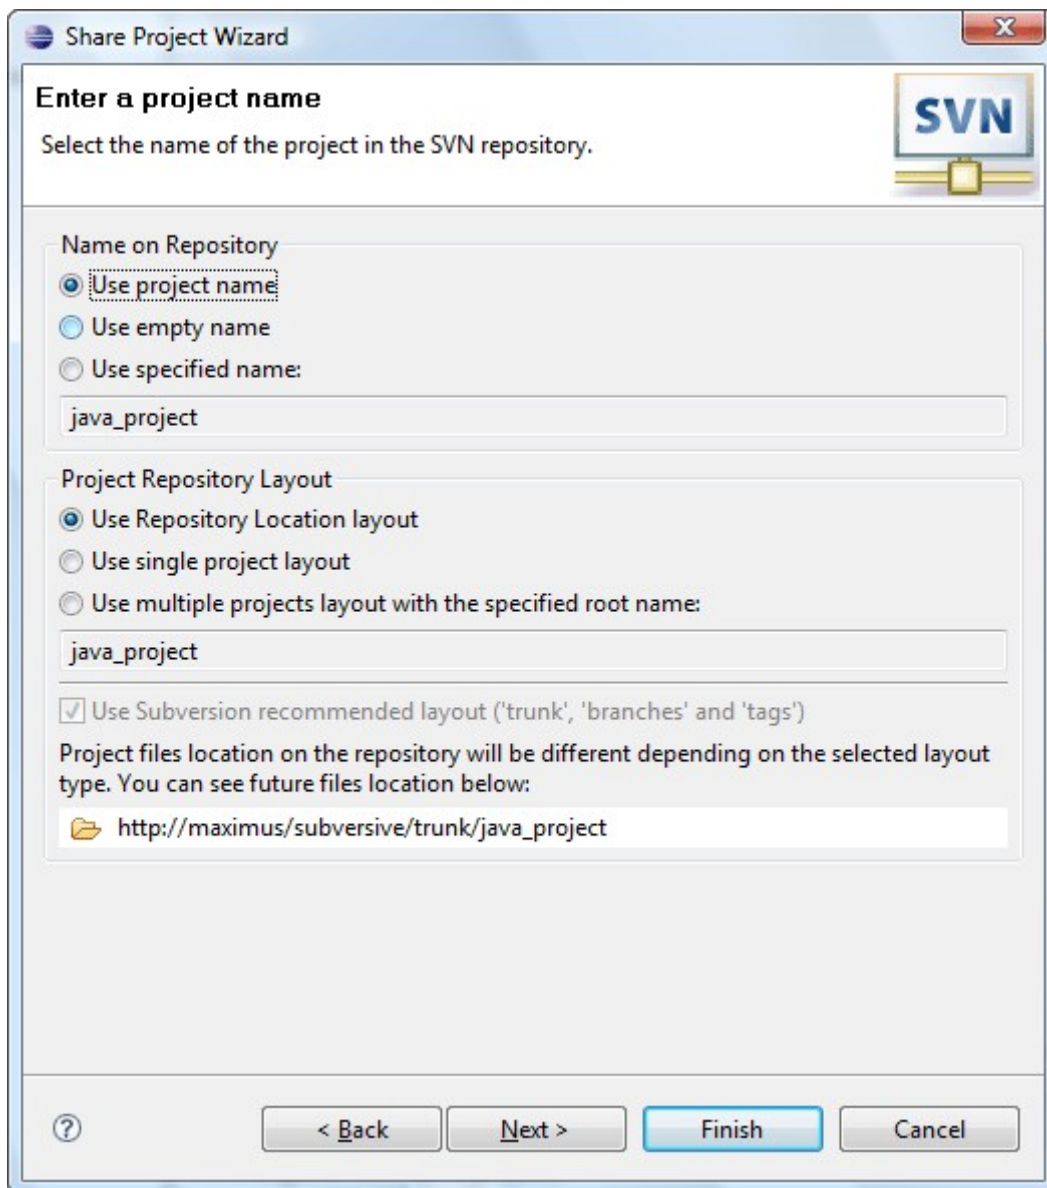 Share Project Wizard
Enter a project name
Select the name of the project in the SVN repository.
SVN
Name on Repository
Use project name
Use empty name
Use specified name:
java_project
Project Repository Layout
Use Repository Location layout
Use single project layout
Use multiple projects layout with the specified root name:
java_project
Use Subversion recommended layout ('trunk', 'branches' and 'tags')
Project files location on the repository will be different depending on the selected layout
type. You can see future files location below:
http://maximus/subversive/trunk/java_project
? < Back Next > Finish Cancel